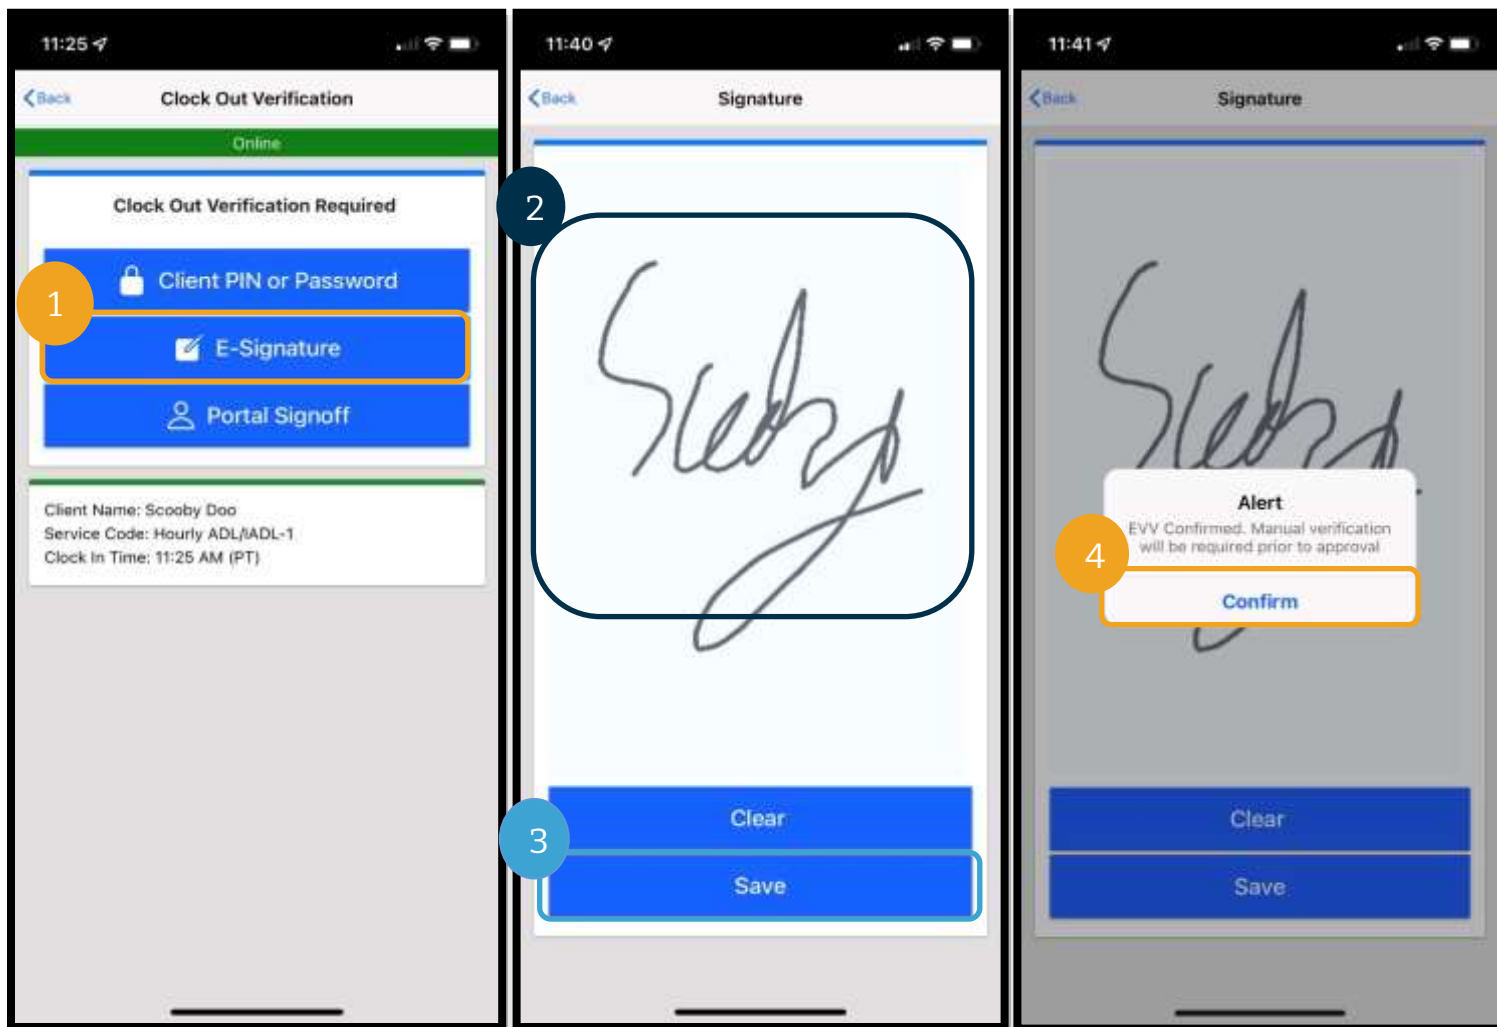 11:25
Back
Clock Out Verification
Online
Clock Out Verification Required
Client PIN or Password
1
E-Signature
Portal Signoff
Client Name: Scooby Doo
Service Code: Hourly ADL/IADL-1
Clock In Time: 11:25 AM (PT)
11:40
Back
Signature
2
Scooby
Clear
3
Save
11:41
Back
Signature
Scooby
Alert
EVV Confirmed. Manual verification
will be required prior to approval
4
Confirm
Clear
Save